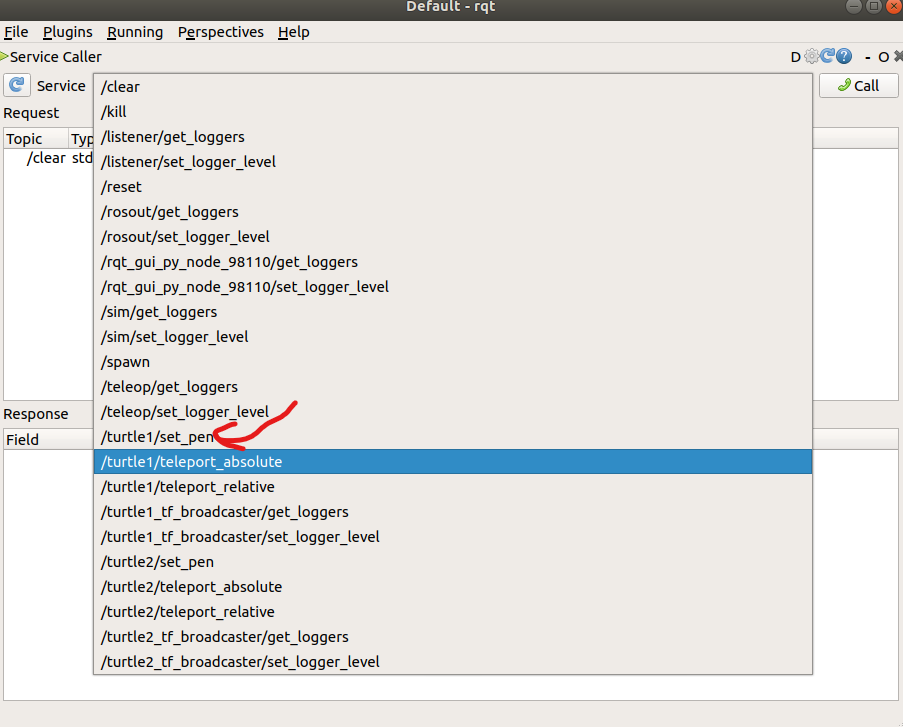 Default - rqt
File Plugins Running Perspectives Help
Service Caller
D ? - O
Service
Call
/clear
/kill
/listener/get_loggers
/listener/set_logger_level
/reset
/rosout/get_loggers
/rosout/set_logger_level
/rqt_gui_py_node_98110/get_loggers
/rqt_gui_py_node_98110/set_logger_level
/sim/get_loggers
/sim/set_logger_level
/spawn
/teleop/get_loggers
/teleop/set_logger_level
/turtle1/set_pen
/turtle1/teleport_absolute
/turtle1/teleport_relative
/turtle1_tf_broadcaster/get_loggers
/turtle1_tf_broadcaster/set_logger_level
/turtle2/set_pen
/turtle2/teleport_absolute
/turtle2/teleport_relative
/turtle2_tf_broadcaster/get_loggers
/turtle2_tf_broadcaster/set_logger_level
Request
Topic Typ
/clear std
Response
Field